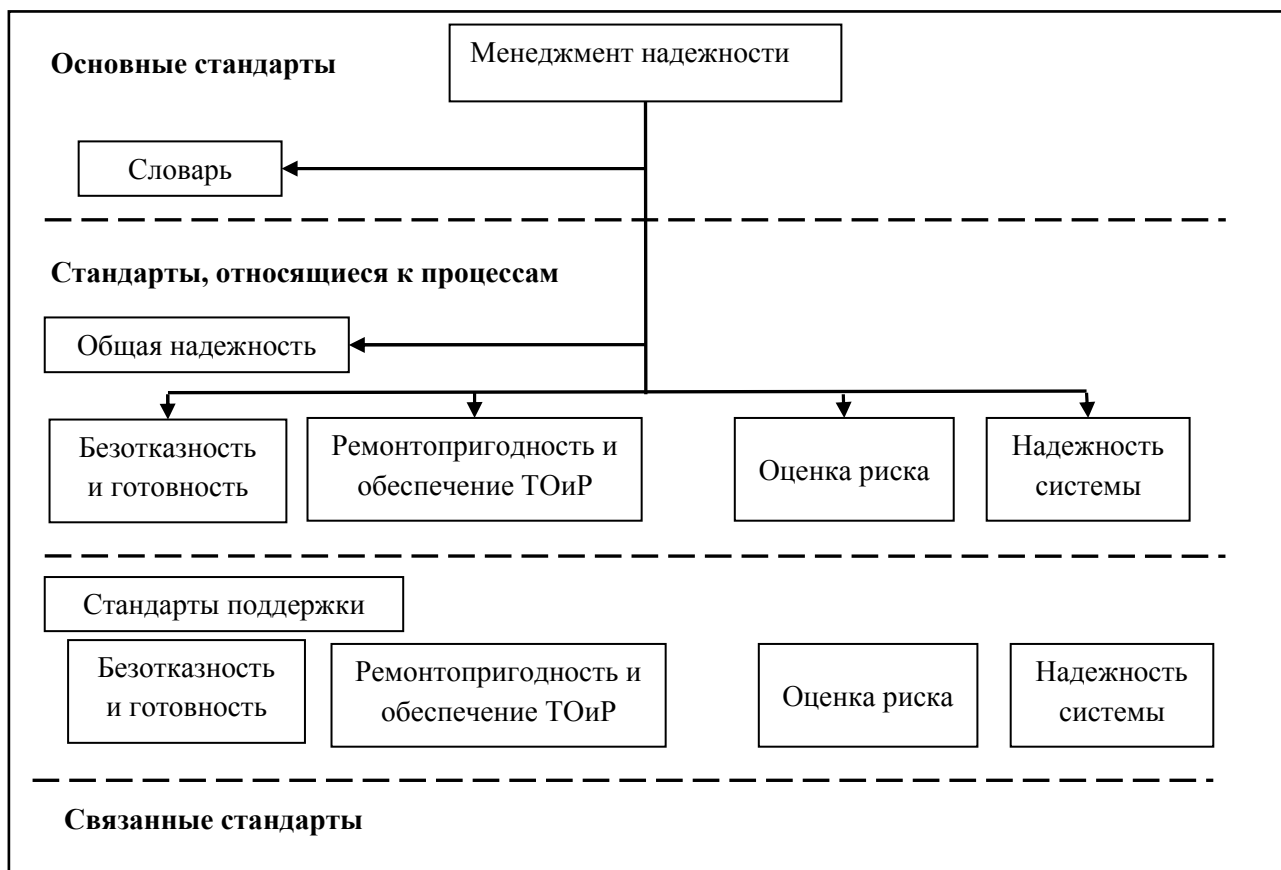 Менеджмент надежности
Основные стандарты
Словарь
Стандарты, относящиеся к процессам
Общая надежность
Безотказность
и готовность
Ремонтопригодность и
обеспечение ТОиР
Оценка риска
Надежность
системы
Стандарты поддержки
Безотказность
и готовность
Ремонтопригодность и
обеспечение ТОиР
Оценка риска
Надежность
системы
Связанные стандарты